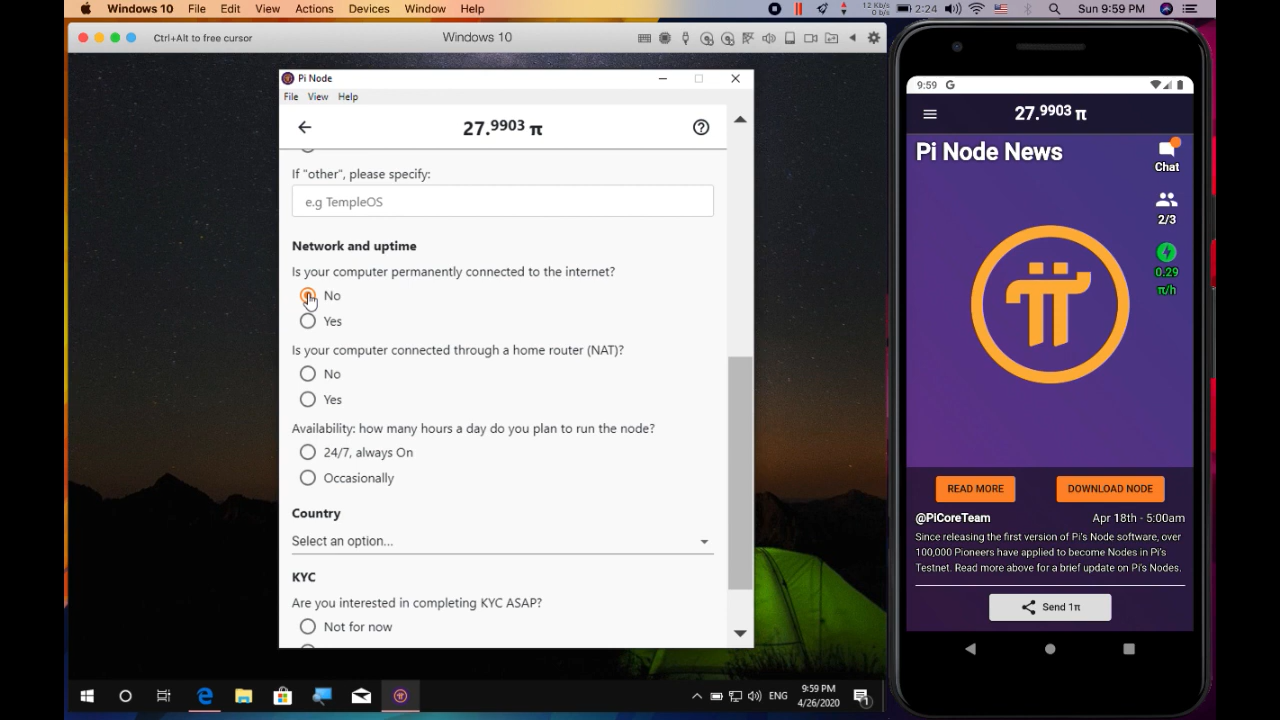 Windows 10 File Edit View Actions Devices Window Help
12 Kb/s
0 b/s
2:24
Sun 9:59 PM
Ctrl+Alt to free cursor
Windows 10
Pi Node
File View Help
27.9903 π
If "other", please specify:
e.g TempleOS
Network and uptime
Is your computer permanently connected to the internet?
No
Yes
Is your computer connected through a home router (NAT)?
No
Yes
Availability: how many hours a day do you plan to run the node?
24/7, always On
Occasionally
Country
Select an option...
KYC
Are you interested in completing KYC ASAP?
Not for now
ENG
9:59 PM
4/26/2020
1
9:59 G
27.9903 π
Pi Node News
Chat
2/3
0.29
π/h
READ MORE
DOWNLOAD NODE
@PiCoreTeam
Apr 18th - 5:00am
Since releasing the first version of Pi's Node software, over
100,000 Pioneers have applied to become Nodes in Pi's
Testnet. Read more above for a brief update on Pi's Nodes.
Send 1π